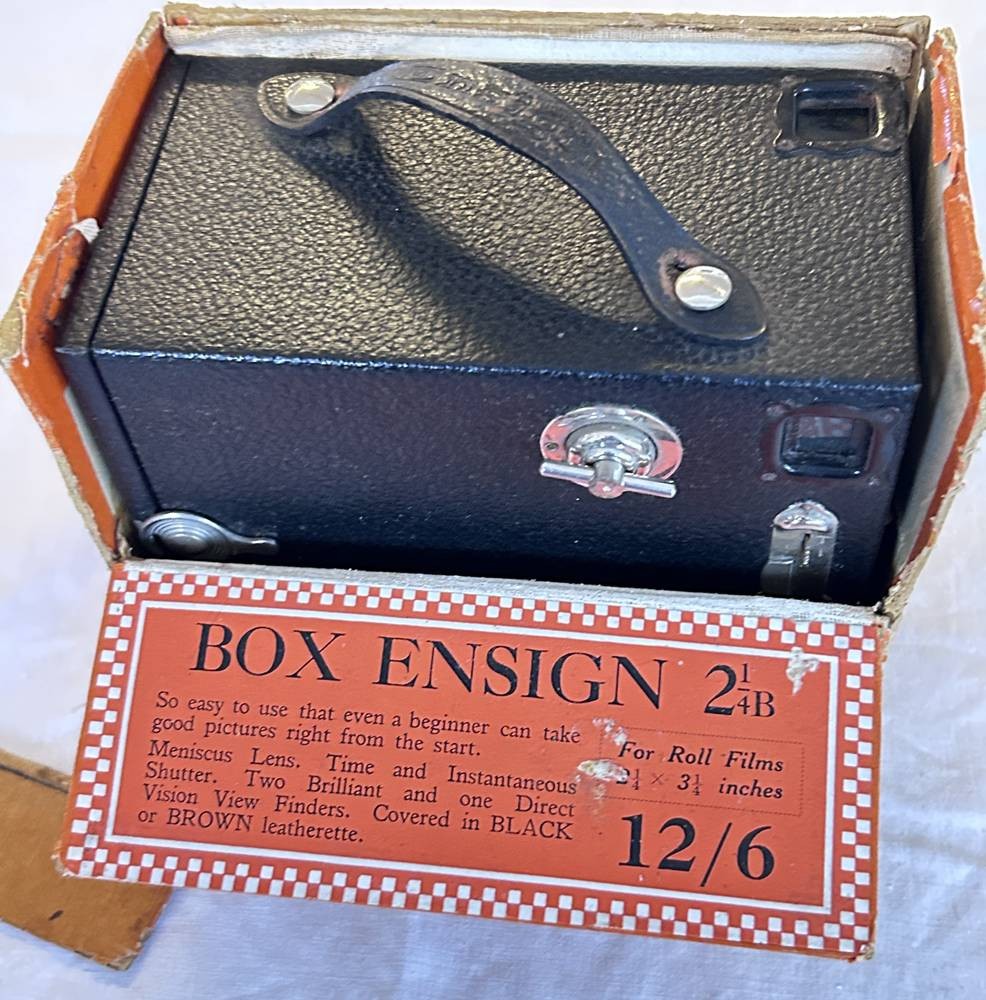 BOX ENSIGN 2¼B
So easy to use that even a beginner can take
good pictures right from the start.
Meniscus Lens. Time and Instantaneous
Shutter. Two Brilliant and one Direct
Vision View Finders. Covered in BLACK
or BROWN leatherette.
For Roll Films
2¼ × 3¼ inches
12/6